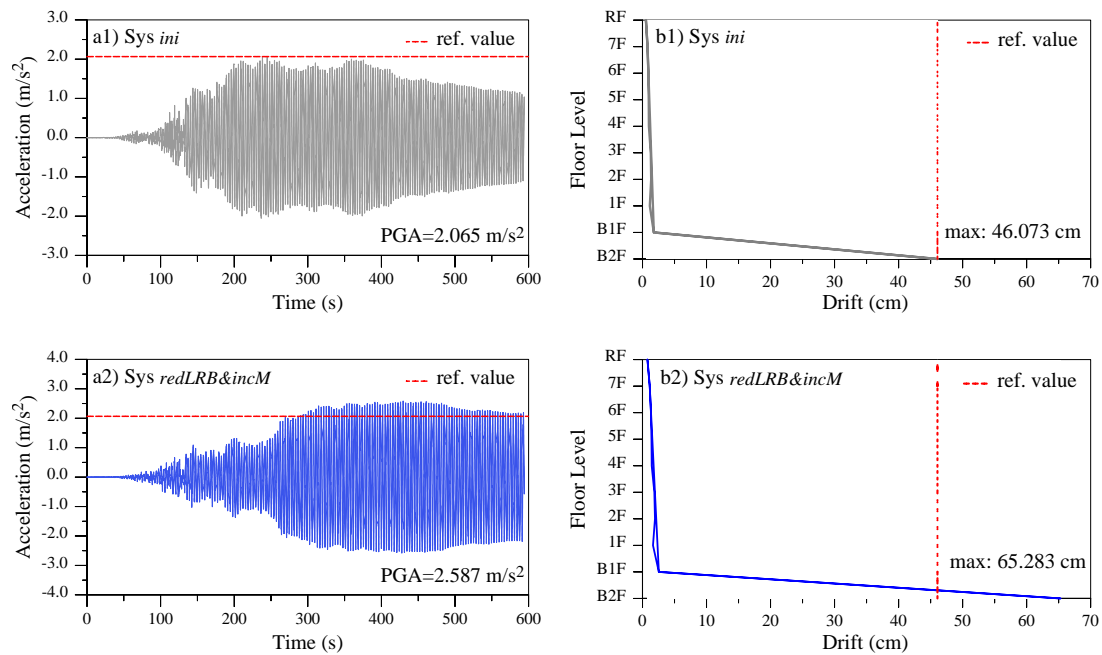 a1) Sys ini
ref. value
3.0
2.0
1.0
0.0
-1.0
-2.0
-3.0
Acceleration (m/s2)
PGA=2.065 m/s2
0 100 200 300 400 500 600
Time (s)
b1) Sys ini
ref. value
RF
7F
6F
5F
4F
3F
2F
1F
B1F
B2F
Floor Level
max: 46.073 cm
0 10 20 30 40 50 60 70
Drift (cm)
a2) Sys redLRB&incM
ref. value
4.0
3.0
2.0
1.0
0.0
-1.0
-2.0
-3.0
-4.0
Acceleration (m/s2)
PGA=2.587 m/s2
0 100 200 300 400 500 600
Time (s)
b2) Sys redLRB&incM
ref. value
RF
7F
6F
5F
4F
3F
2F
1F
B1F
B2F
Floor Level
max: 65.283 cm
0 10 20 30 40 50 60 70
Drift (cm)